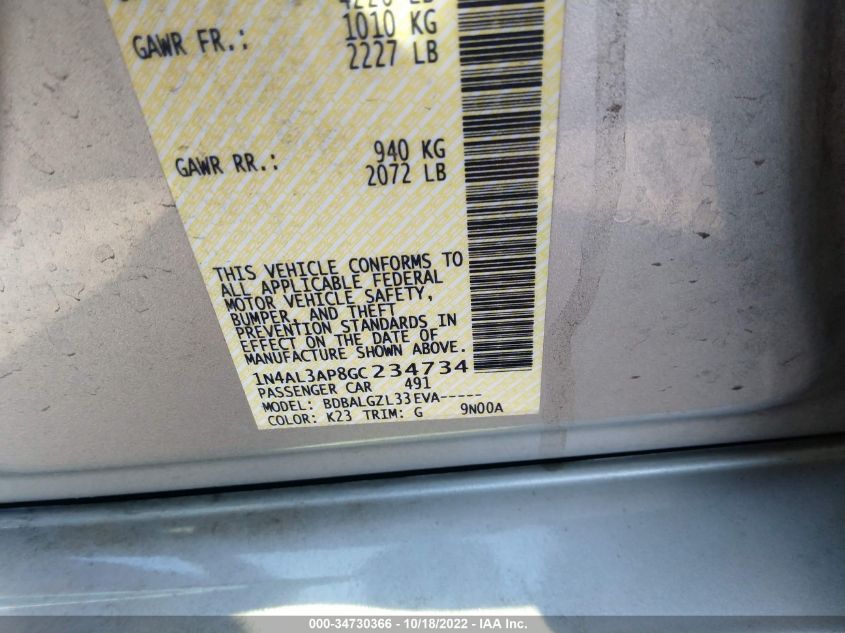 GAWR FR.: 1010 KG
2227 LB
GAWR RR.: 940 KG
2072 LB
THIS VEHICLE CONFORMS TO
ALL APPLICABLE FEDERAL
MOTOR VEHICLE SAFETY,
BUMPER, AND THEFT
PREVENTION STANDARDS IN
EFFECT ON THE DATE OF
MANUFACTURE SHOWN ABOVE.
1N4AL3AP8GC234734
PASSENGER CAR 491
MODEL: BDBALGZL33EVA-----
COLOR: K23 TRIM: G 9N00A
000-34730366 - 10/18/2022 - IAA Inc.